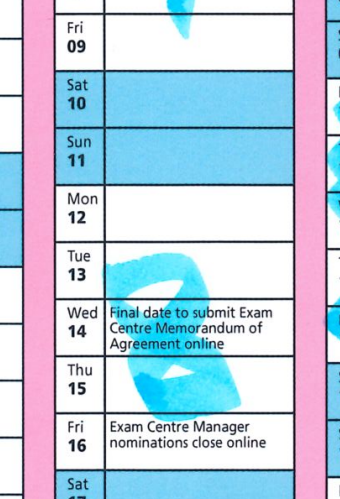 Fri
09
Sat
10
Sun
11
Mon
12
Tue
13
Wed
14
Final date to submit Exam
Centre Memorandum of
Agreement online
Thu
15
Fri
16
Exam Centre Manager
nominations close online
Sat
17